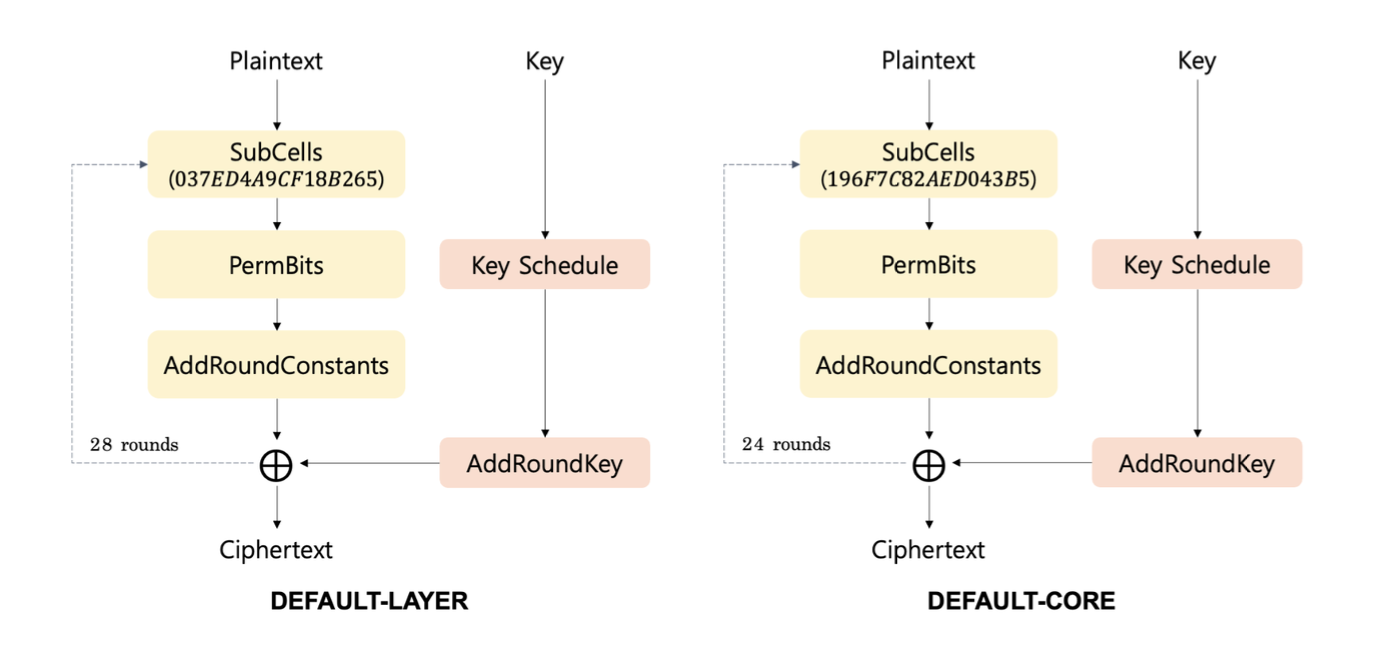 Plaintext
Key
SubCells
(037ED4A9CF18B265)
PermBits
Key Schedule
AddRoundConstants
28 rounds
AddRoundKey
Ciphertext
DEFAULT-LAYER
Plaintext
Key
SubCells
(196F7C82AED043B5)
PermBits
Key Schedule
AddRoundConstants
24 rounds
AddRoundKey
Ciphertext
DEFAULT-CORE